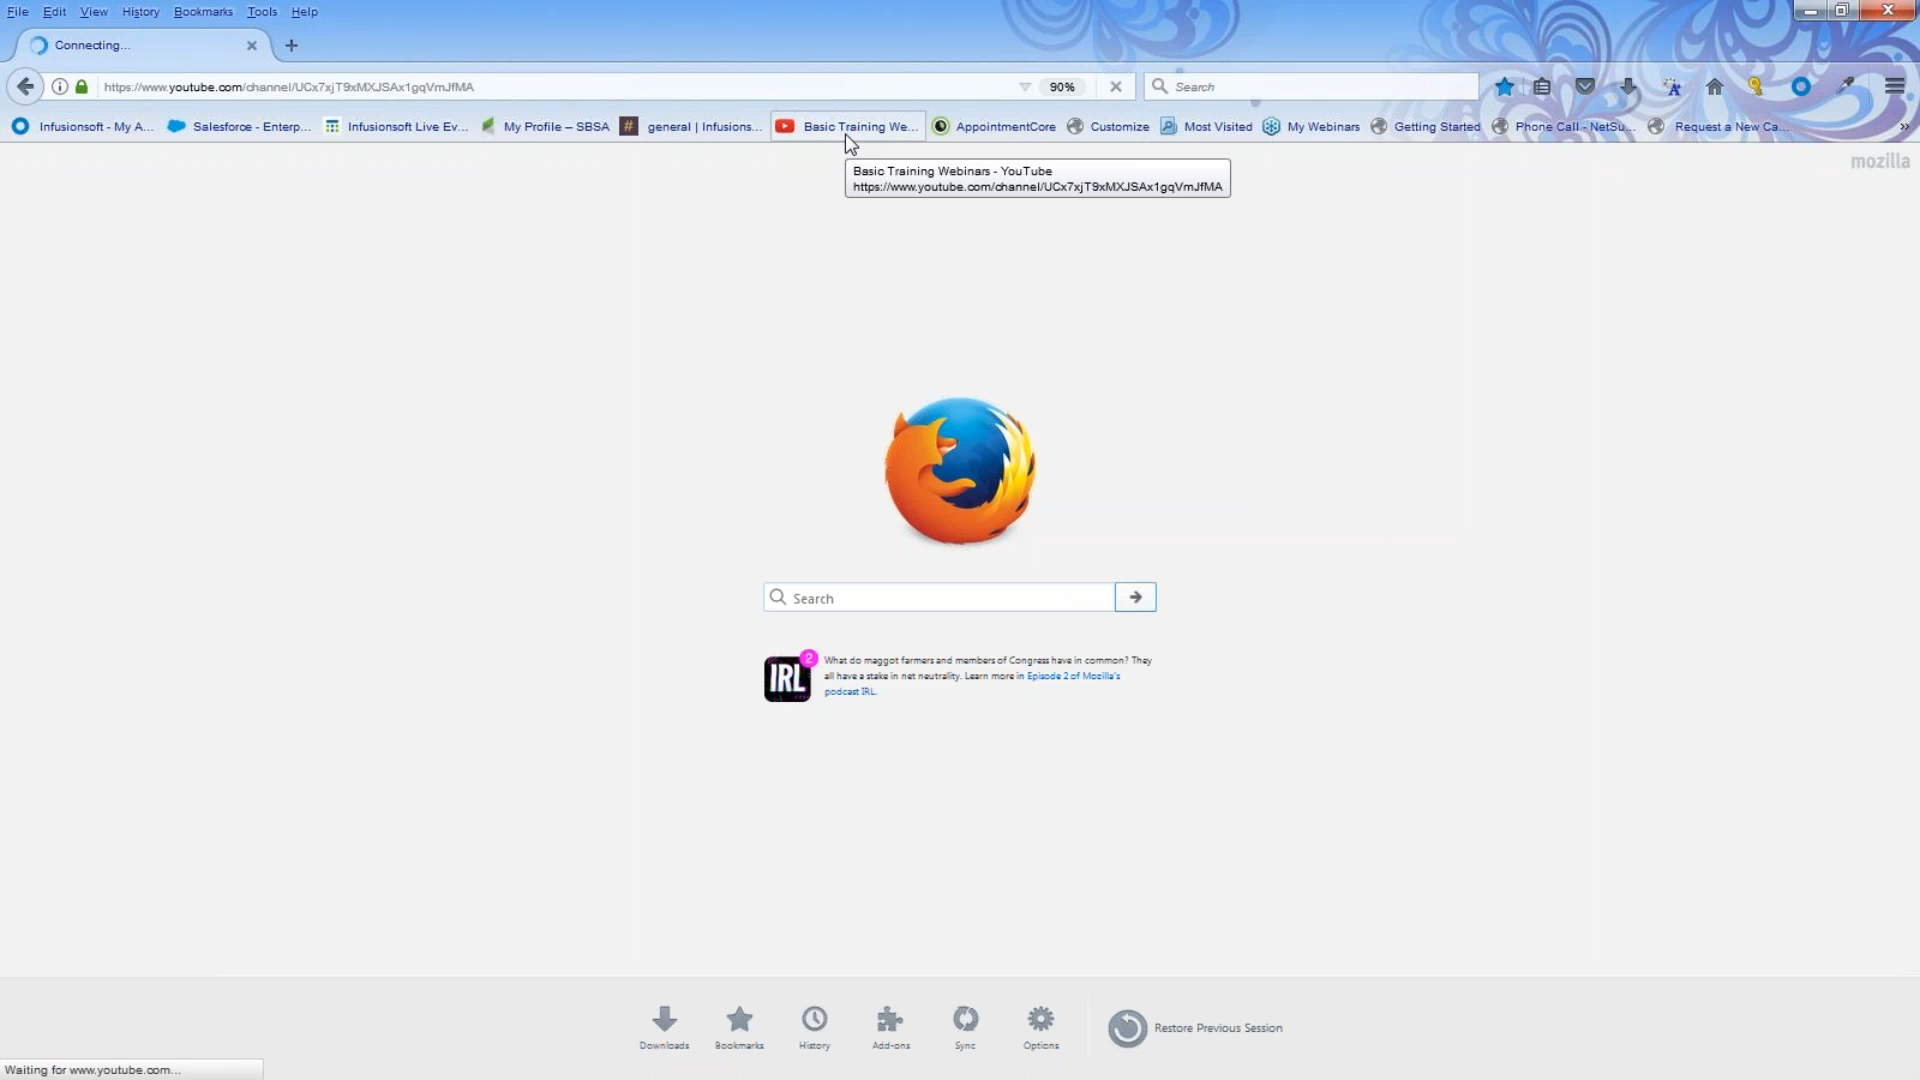 File Edit View History Bookmarks Tools Help
Connecting...
https://www.youtube.com/channel/UCx7xjT9xMXJSAx1gqVmJfMA 90% Search
Infusionsoft - My A... Salesforce - Enterp... Infusionsoft Live Ev... My Profile – SBSA # general | Infusions... Basic Training We... AppointmentCore Customize Most Visited My Webinars Getting Started Phone Call - NetSu... Request a New Ca...
mozilla
Basic Training Webinars - YouTube
https://www.youtube.com/channel/UCx7xjT9xMXJSAx1gqVmJfMA
Search
IRL 2
What do maggot farmers and members of Congress have in common? They
all have a stake in net neutrality. Learn more in Episode 2 of Mozilla's
podcast IRL.
Downloads Bookmarks History Add-ons Sync Options Restore Previous Session
Waiting for www.youtube.com...